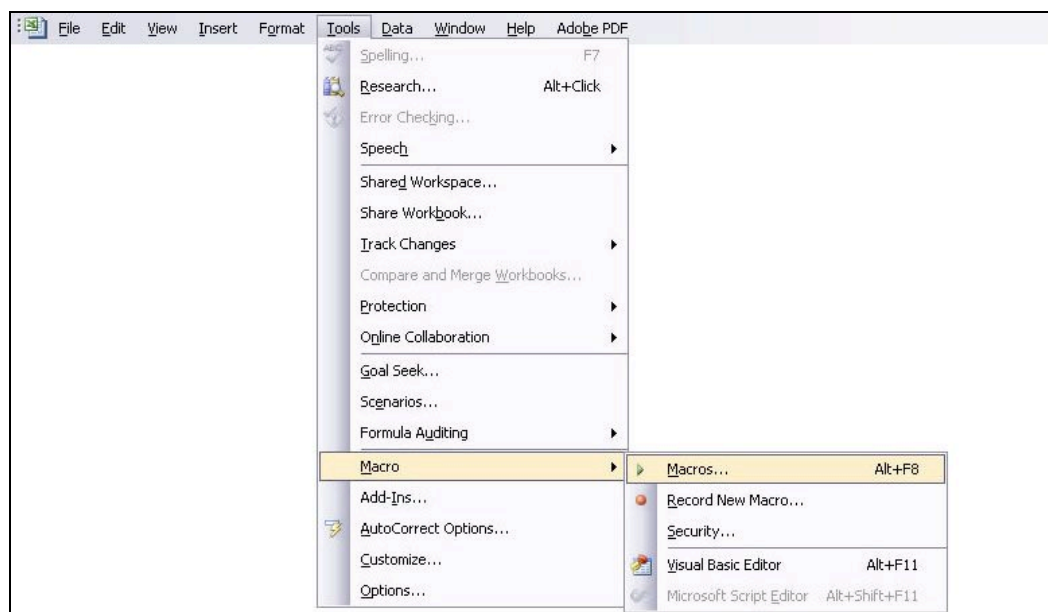 File Edit View Insert Format Tools Data Window Help Adobe PDF
Spelling... F7
Research... Alt+Click
Error Checking...
Speech
Shared Workspace...
Share Workbook...
Track Changes
Compare and Merge Workbooks...
Protection
Online Collaboration
Goal Seek...
Scenarios...
Formula Auditing
Macro
Add-Ins...
AutoCorrect Options...
Customize...
Options...
Macros... Alt+F8
Record New Macro...
Security...
Visual Basic Editor Alt+F11
Microsoft Script Editor Alt+Shift+F11